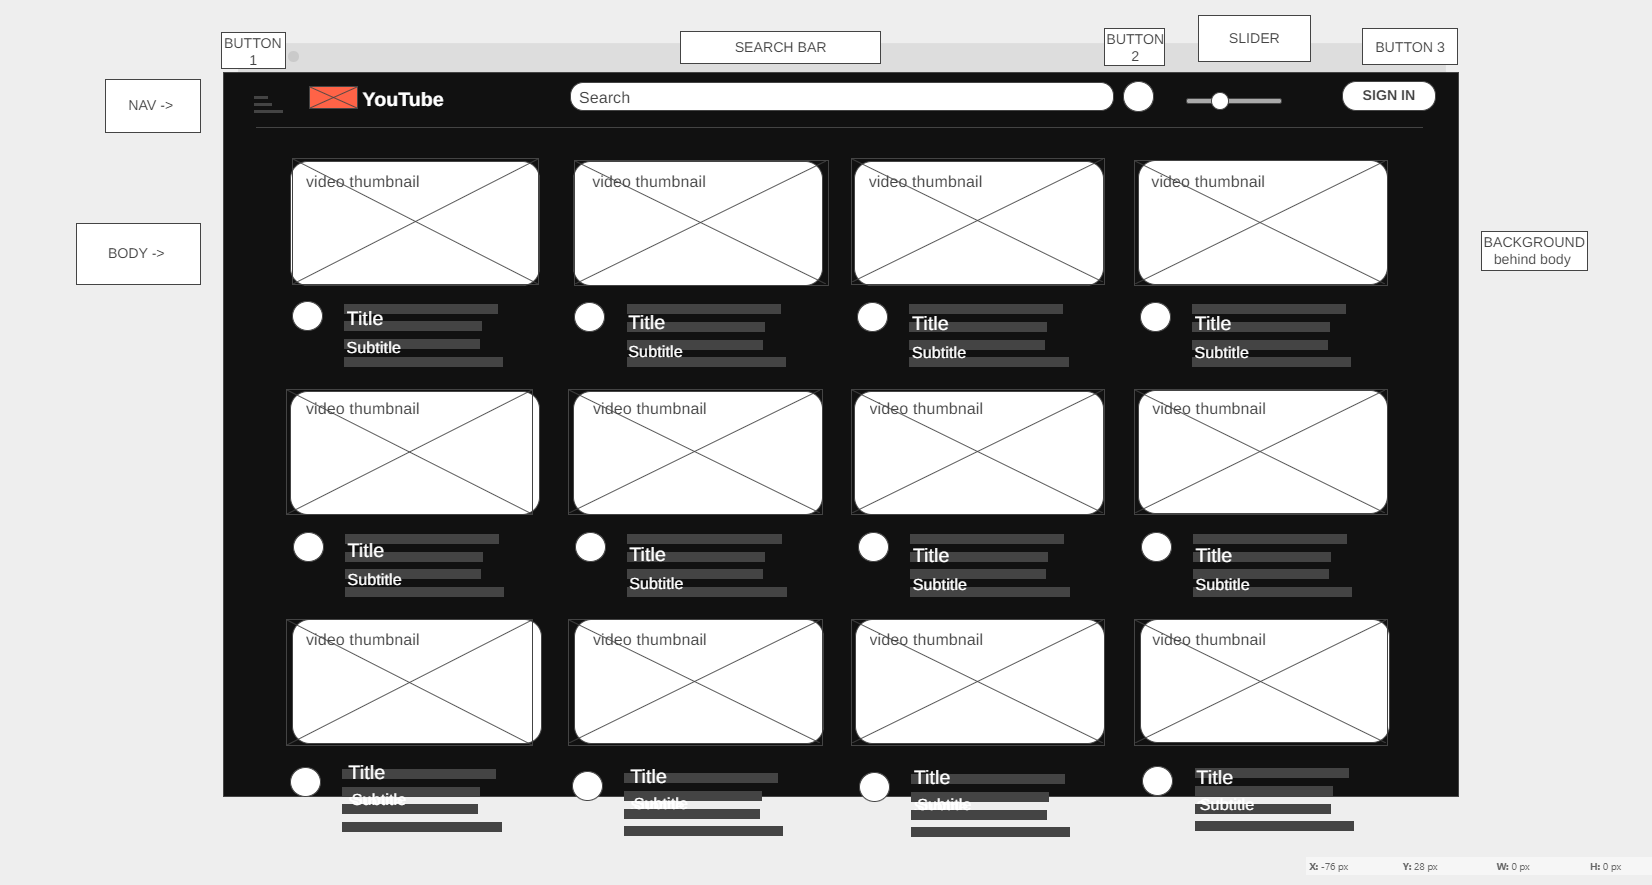 BUTTON
1
SEARCH BAR
BUTTON
2
SLIDER
BUTTON 3
NAV ->
YouTube
Search
SIGN IN
BODY ->
BACKGROUND
behind body
video thumbnail video thumbnail video thumbnail video thumbnail
Title Title Title Title
Subtitle Subtitle Subtitle Subtitle
video thumbnail video thumbnail video thumbnail video thumbnail
Title Title Title Title
Subtitle Subtitle Subtitle Subtitle
video thumbnail video thumbnail video thumbnail video thumbnail
Title Title Title Title
Subtitle Subtitle Subtitle Subtitle
X: -76 px Y: 28 px W: 0 px H: 0 px